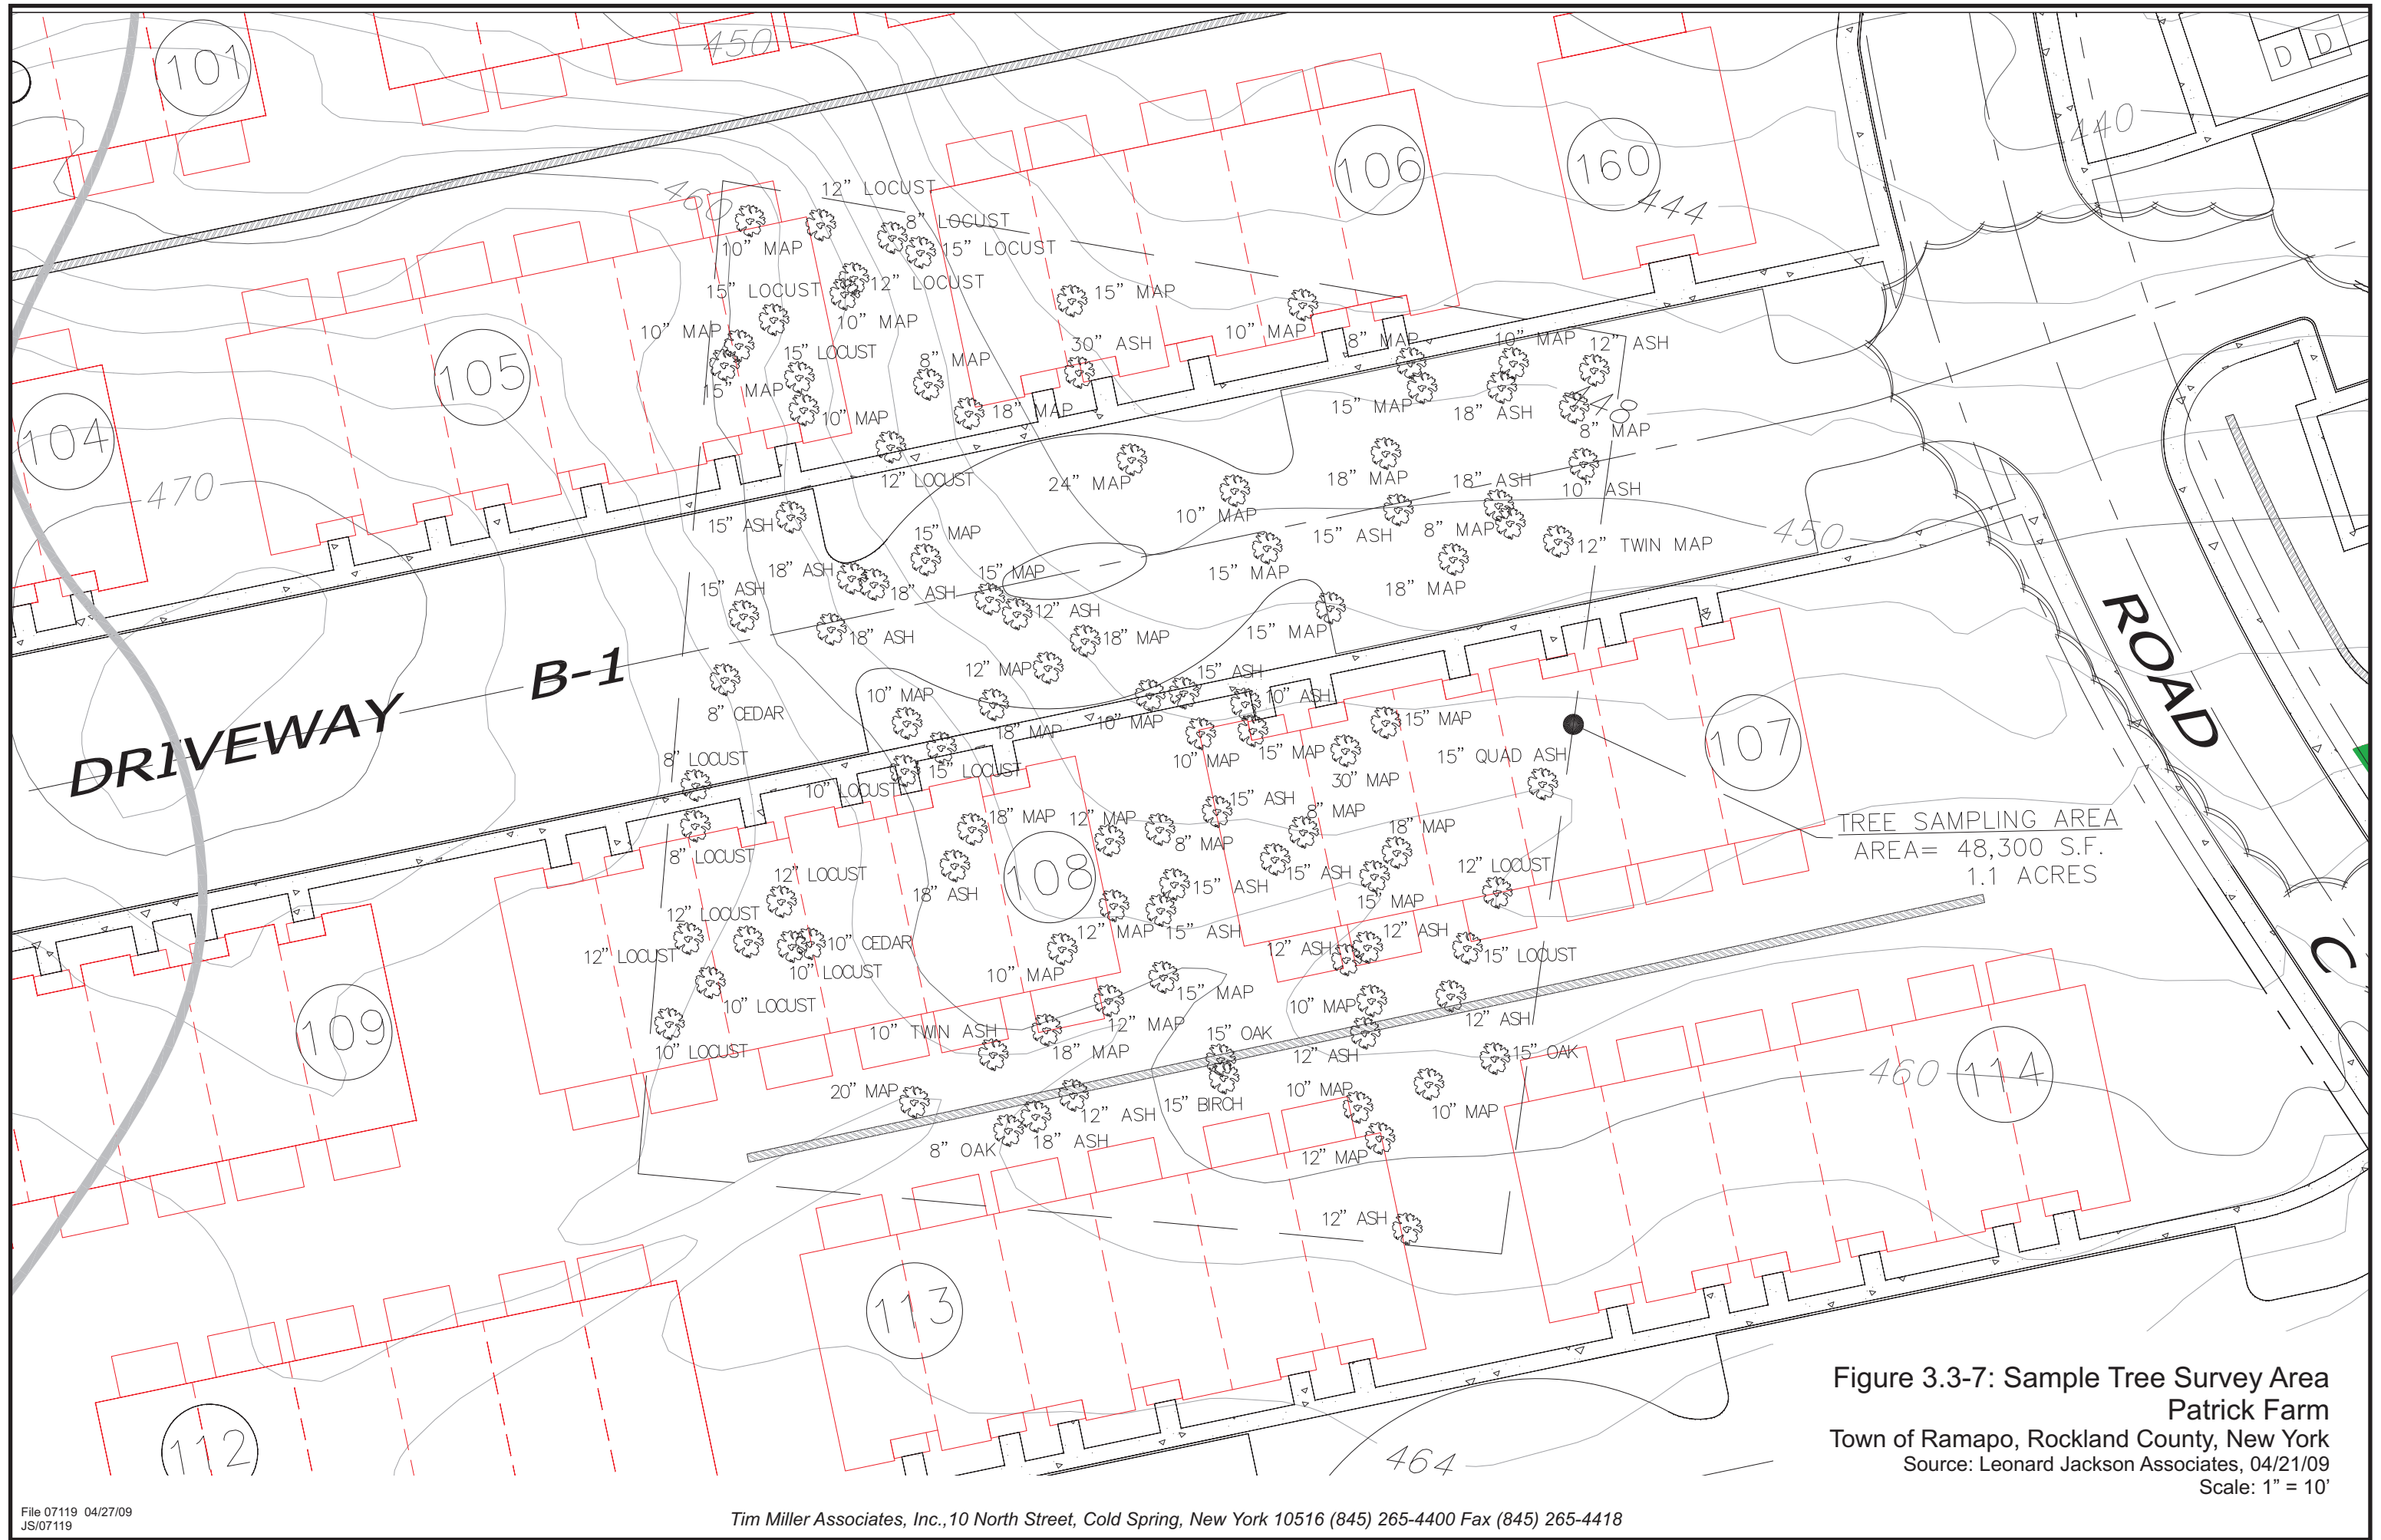 101
450
D
D
440
106
160
444
460
12” LOCUST
8” LOCUST
10” MAP
15” LOCUST
15” LOCUST
12” LOCUST
15” MAP
10” MAP
10” MAP
10” MAP
8” MAP
10” MAP
12” ASH
30” ASH
15” LOCUST
8” MAP
105
15” MAP
10” MAP
18” MAP
15” MAP
18” ASH
448
8” MAP
104
470
12” LOCUST
24” MAP
18” MAP
18” ASH
10” ASH
15” ASH
15” MAP
10” MAP
15” ASH
8” MAP
12” TWIN MAP
450
18” ASH
15” MAP
15” MAP
18” MAP
15” ASH
18” ASH
12” ASH
18” ASH
18” MAP
15” MAP
ROAD
B-1
12” MAP
15” ASH
DRIVEWAY
8” CEDAR
10” MAP
10” ASH
18” MAP
10” MAP
15” MAP
8” LOCUST
15” LOCUST
10” MAP
15” MAP
15” QUAD ASH
107
30” MAP
10” LOCUST
15” ASH
18” MAP
12” MAP
8” MAP
18” MAP
TREE SAMPLING AREA
AREA= 48,300 S.F.
1.1 ACRES
8” LOCUST
8” MAP
12” LOCUST
18” ASH
108
15” ASH
15” ASH
12” LOCUST
15” MAP
12” LOCUST
12” MAP
15” ASH
12” ASH
12” LOCUST
10” CEDAR
12” ASH
15” LOCUST
C
10” LOCUST
10” MAP
10” LOCUST
15” MAP
10” MAP
109
10” TWIN ASH
12” MAP
12” ASH
10” LOCUST
18” MAP
15” OAK
12” ASH
15” OAK
460
114
20” MAP
12” ASH
15” BIRCH
10” MAP
10” MAP
8” OAK
18” ASH
12” MAP
12” ASH
113
112
464
Figure 3.3-7: Sample Tree Survey Area
Patrick Farm
Town of Ramapo, Rockland County, New York
Source: Leonard Jackson Associates, 04/21/09
Scale: 1” = 10’
File 07119 04/27/09
JS/07119
Tim Miller Associates, Inc.,10 North Street, Cold Spring, New York 10516 (845) 265-4400 Fax (845) 265-4418